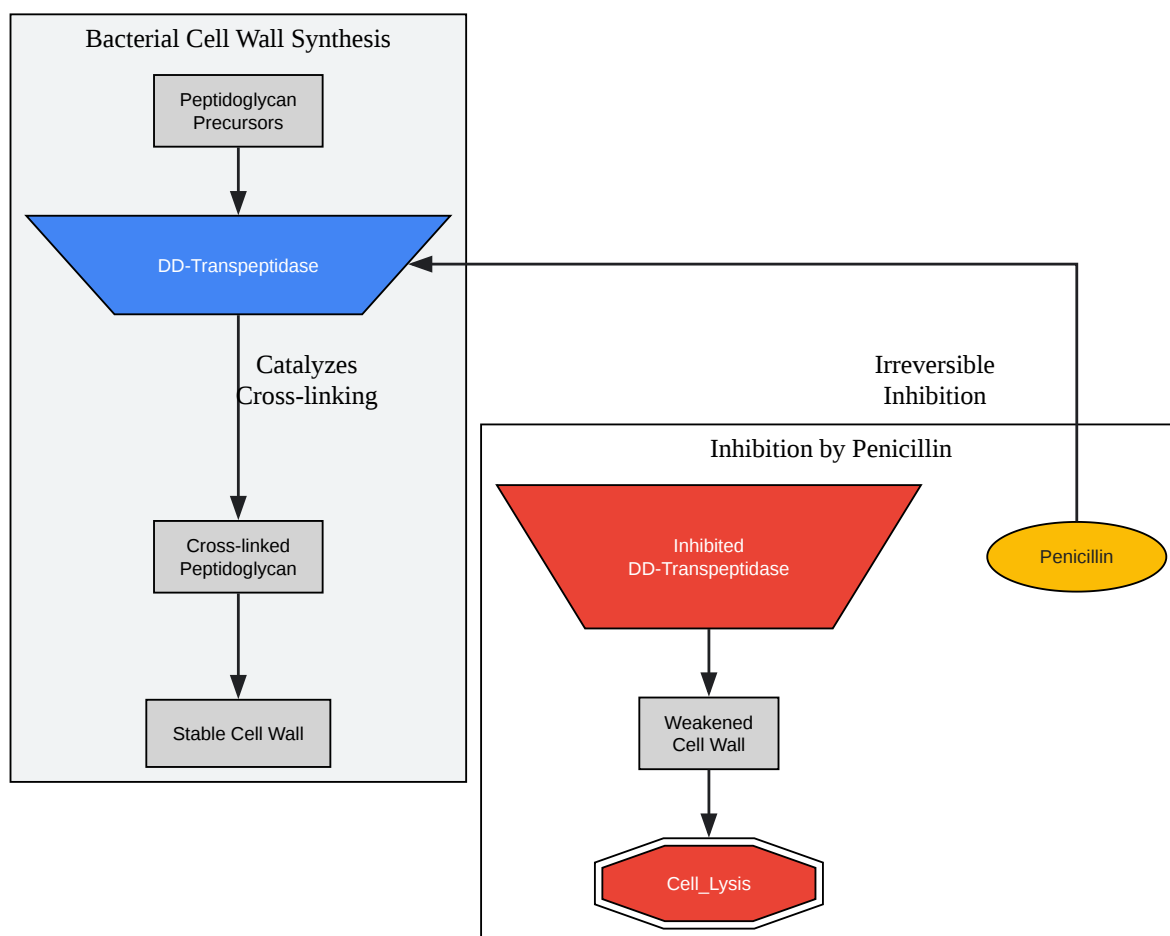 Bacterial Cell Wall Synthesis
Peptidoglycan
Precursors
DD-Transpeptidase
Catalyzes
Cross-linking
Cross-linked
Peptidoglycan
Stable Cell Wall
Irreversible
Inhibition
Inhibition by Penicillin
Inhibited
DD-Transpeptidase
Penicillin
Weakened
Cell Wall
Cell_Lysis